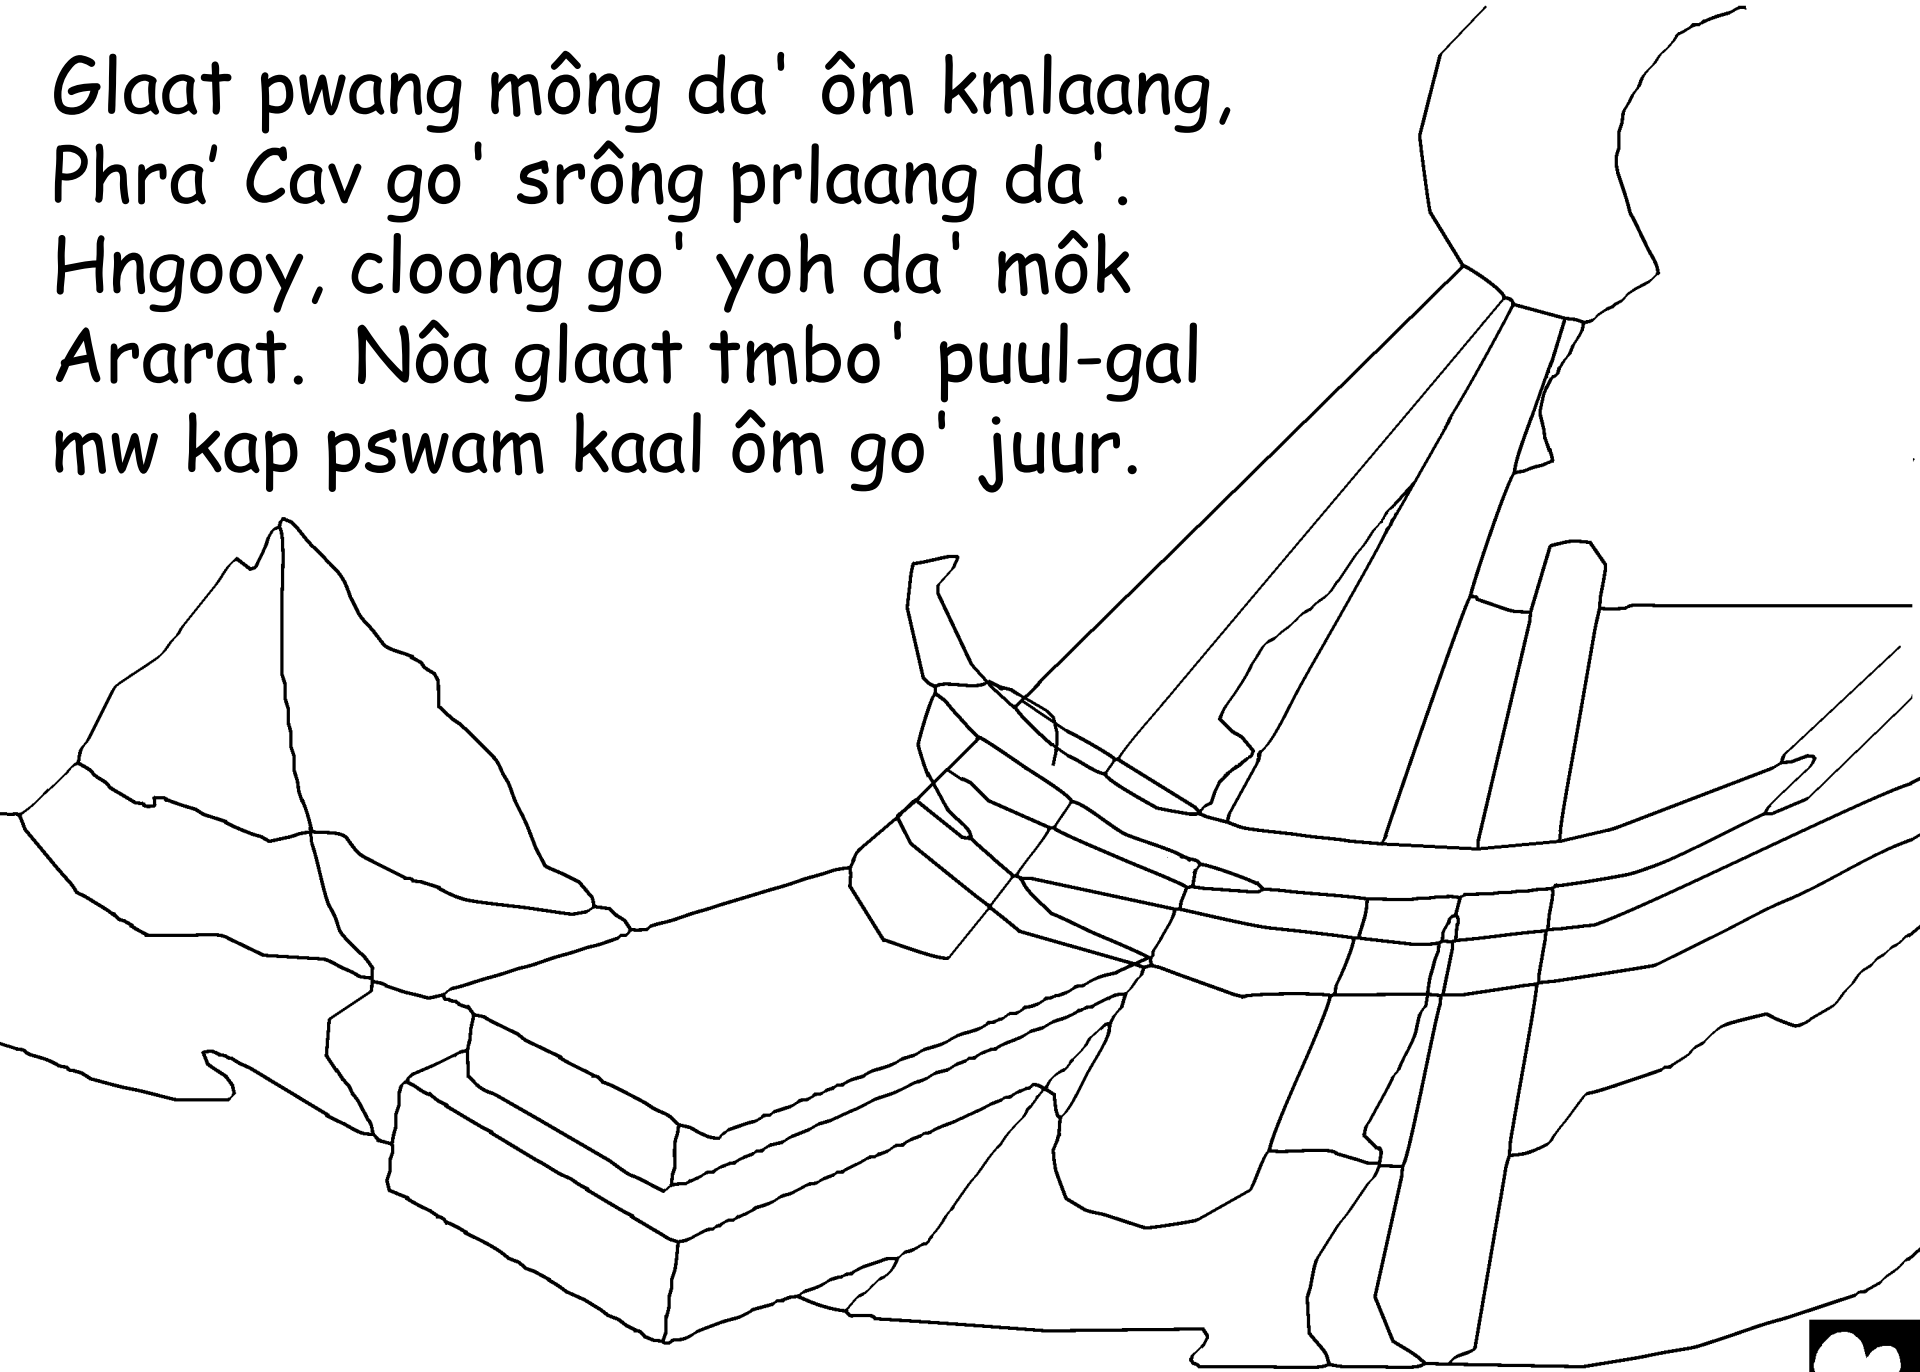 Glaat pwang mông da' ôm kmlaang,
Phra’ Cav go' srông prlaang da'.
Hngooy, cloong go' yoh da' môk
Ararat.  Nôa glaat tmbo' puul-gal
mw kap pswam kaal ôm go' juur.